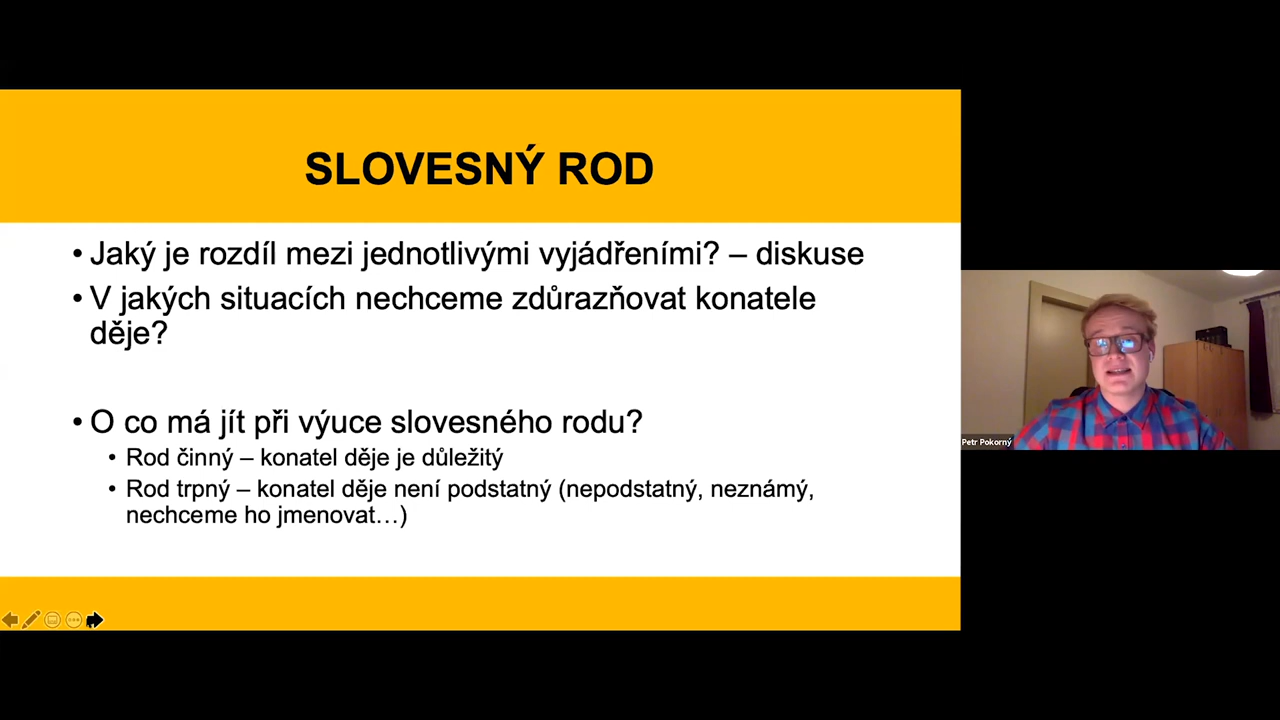 SLOVESNÝ ROD
• Jaký je rozdíl mezi jednotlivými vyjádřeními? – diskuse
• V jakých situacích nechceme zdůrazňovat konatele
děje?
• O co má jít při výuce slovesného rodu?
• Rod činný – konatel děje je důležitý
• Rod trpný – konatel děje není podstatný (nepodstatný, neznámý,
nechceme ho jmenovat…)
Petr Pokorný